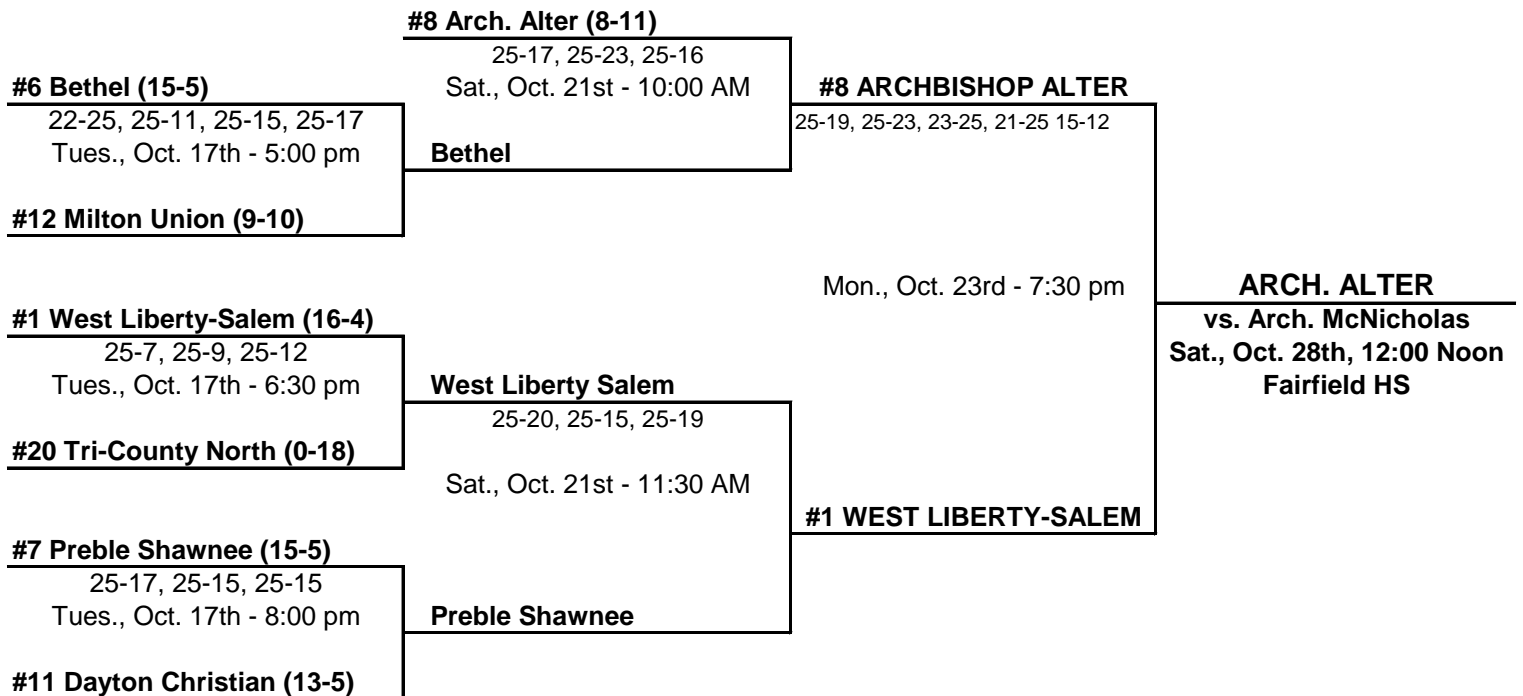 #8 Arch. Alter (8-11)
25-17, 25-23, 25-16
Sat., Oct. 21st - 10:00 AM
#6 Bethel (15-5)
22-25, 25-11, 25-15, 25-17
Tues., Oct. 17th - 5:00 pm
Bethel
#12 Milton Union (9-10)
#8 ARCHBISHOP ALTER
25-19, 25-23, 23-25, 21-25 15-12
Mon., Oct. 23rd - 7:30 pm
ARCH. ALTER
vs. Arch. McNicholas
Sat., Oct. 28th, 12:00 Noon
Fairfield HS
#1 West Liberty-Salem (16-4)
25-7, 25-9, 25-12
Tues., Oct. 17th - 6:30 pm
West Liberty Salem
25-20, 25-15, 25-19
#20 Tri-County North (0-18)
Sat., Oct. 21st - 11:30 AM
#1 WEST LIBERTY-SALEM
#7 Preble Shawnee (15-5)
25-17, 25-15, 25-15
Tues., Oct. 17th - 8:00 pm
Preble Shawnee
#11 Dayton Christian (13-5)